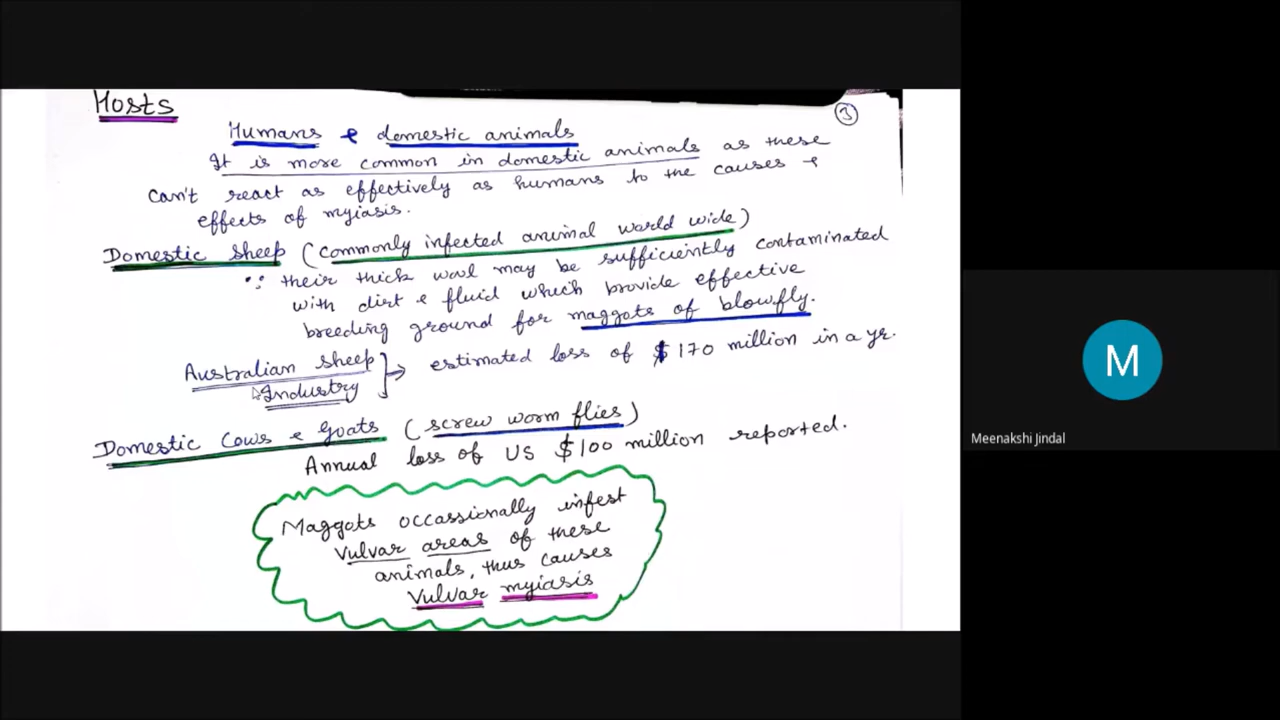 Hosts
3
Humans & domestic animals
It is more common in domestic animals as these
can't react as effectively as humans to the causes &
effects of myiasis.
Domestic Sheep (commonly infected animal world wide)
∵ their thick wool may be sufficiently contaminated
with dirt & fluid which provide effective
breeding ground for maggots of blowfly.
Australian sheep
Industry → estimated loss of $170 million in a yr.
Domestic Cows & Goats (screw worm flies)
Annual loss of US $100 million reported.
Maggots occassionally infest
Vulvar areas of these
animals, thus causes
Vulvar myiasis
M
Meenakshi Jindal